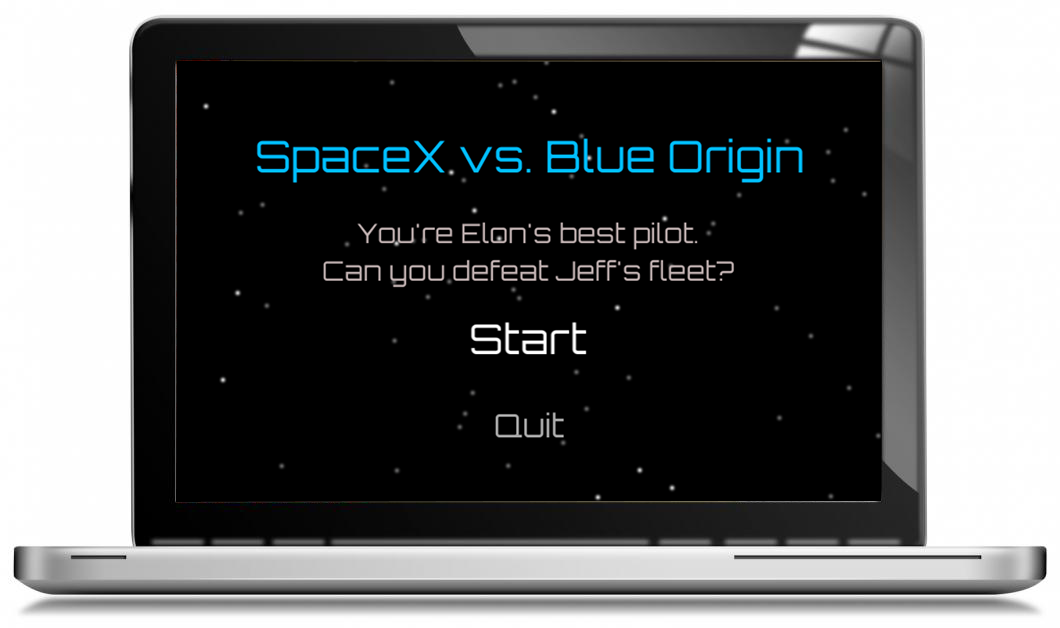 SpaceX vs. Blue Origin
You're Elon's best pilot.
Can you defeat Jeff's fleet?
Start
Quit